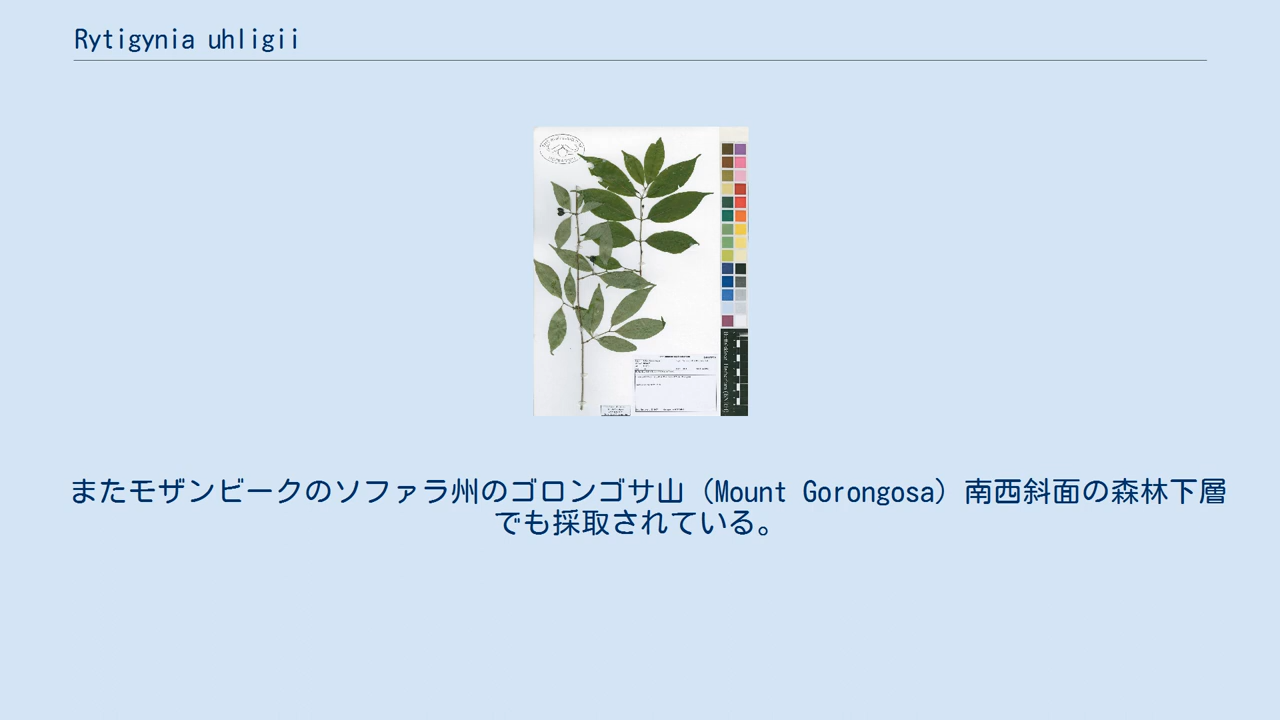 Rytigynia uhligii
またモザンビークのソファラ州のゴロンゴサ山（Mount Gorongosa）南西斜面の森林下層
でも採取されている。